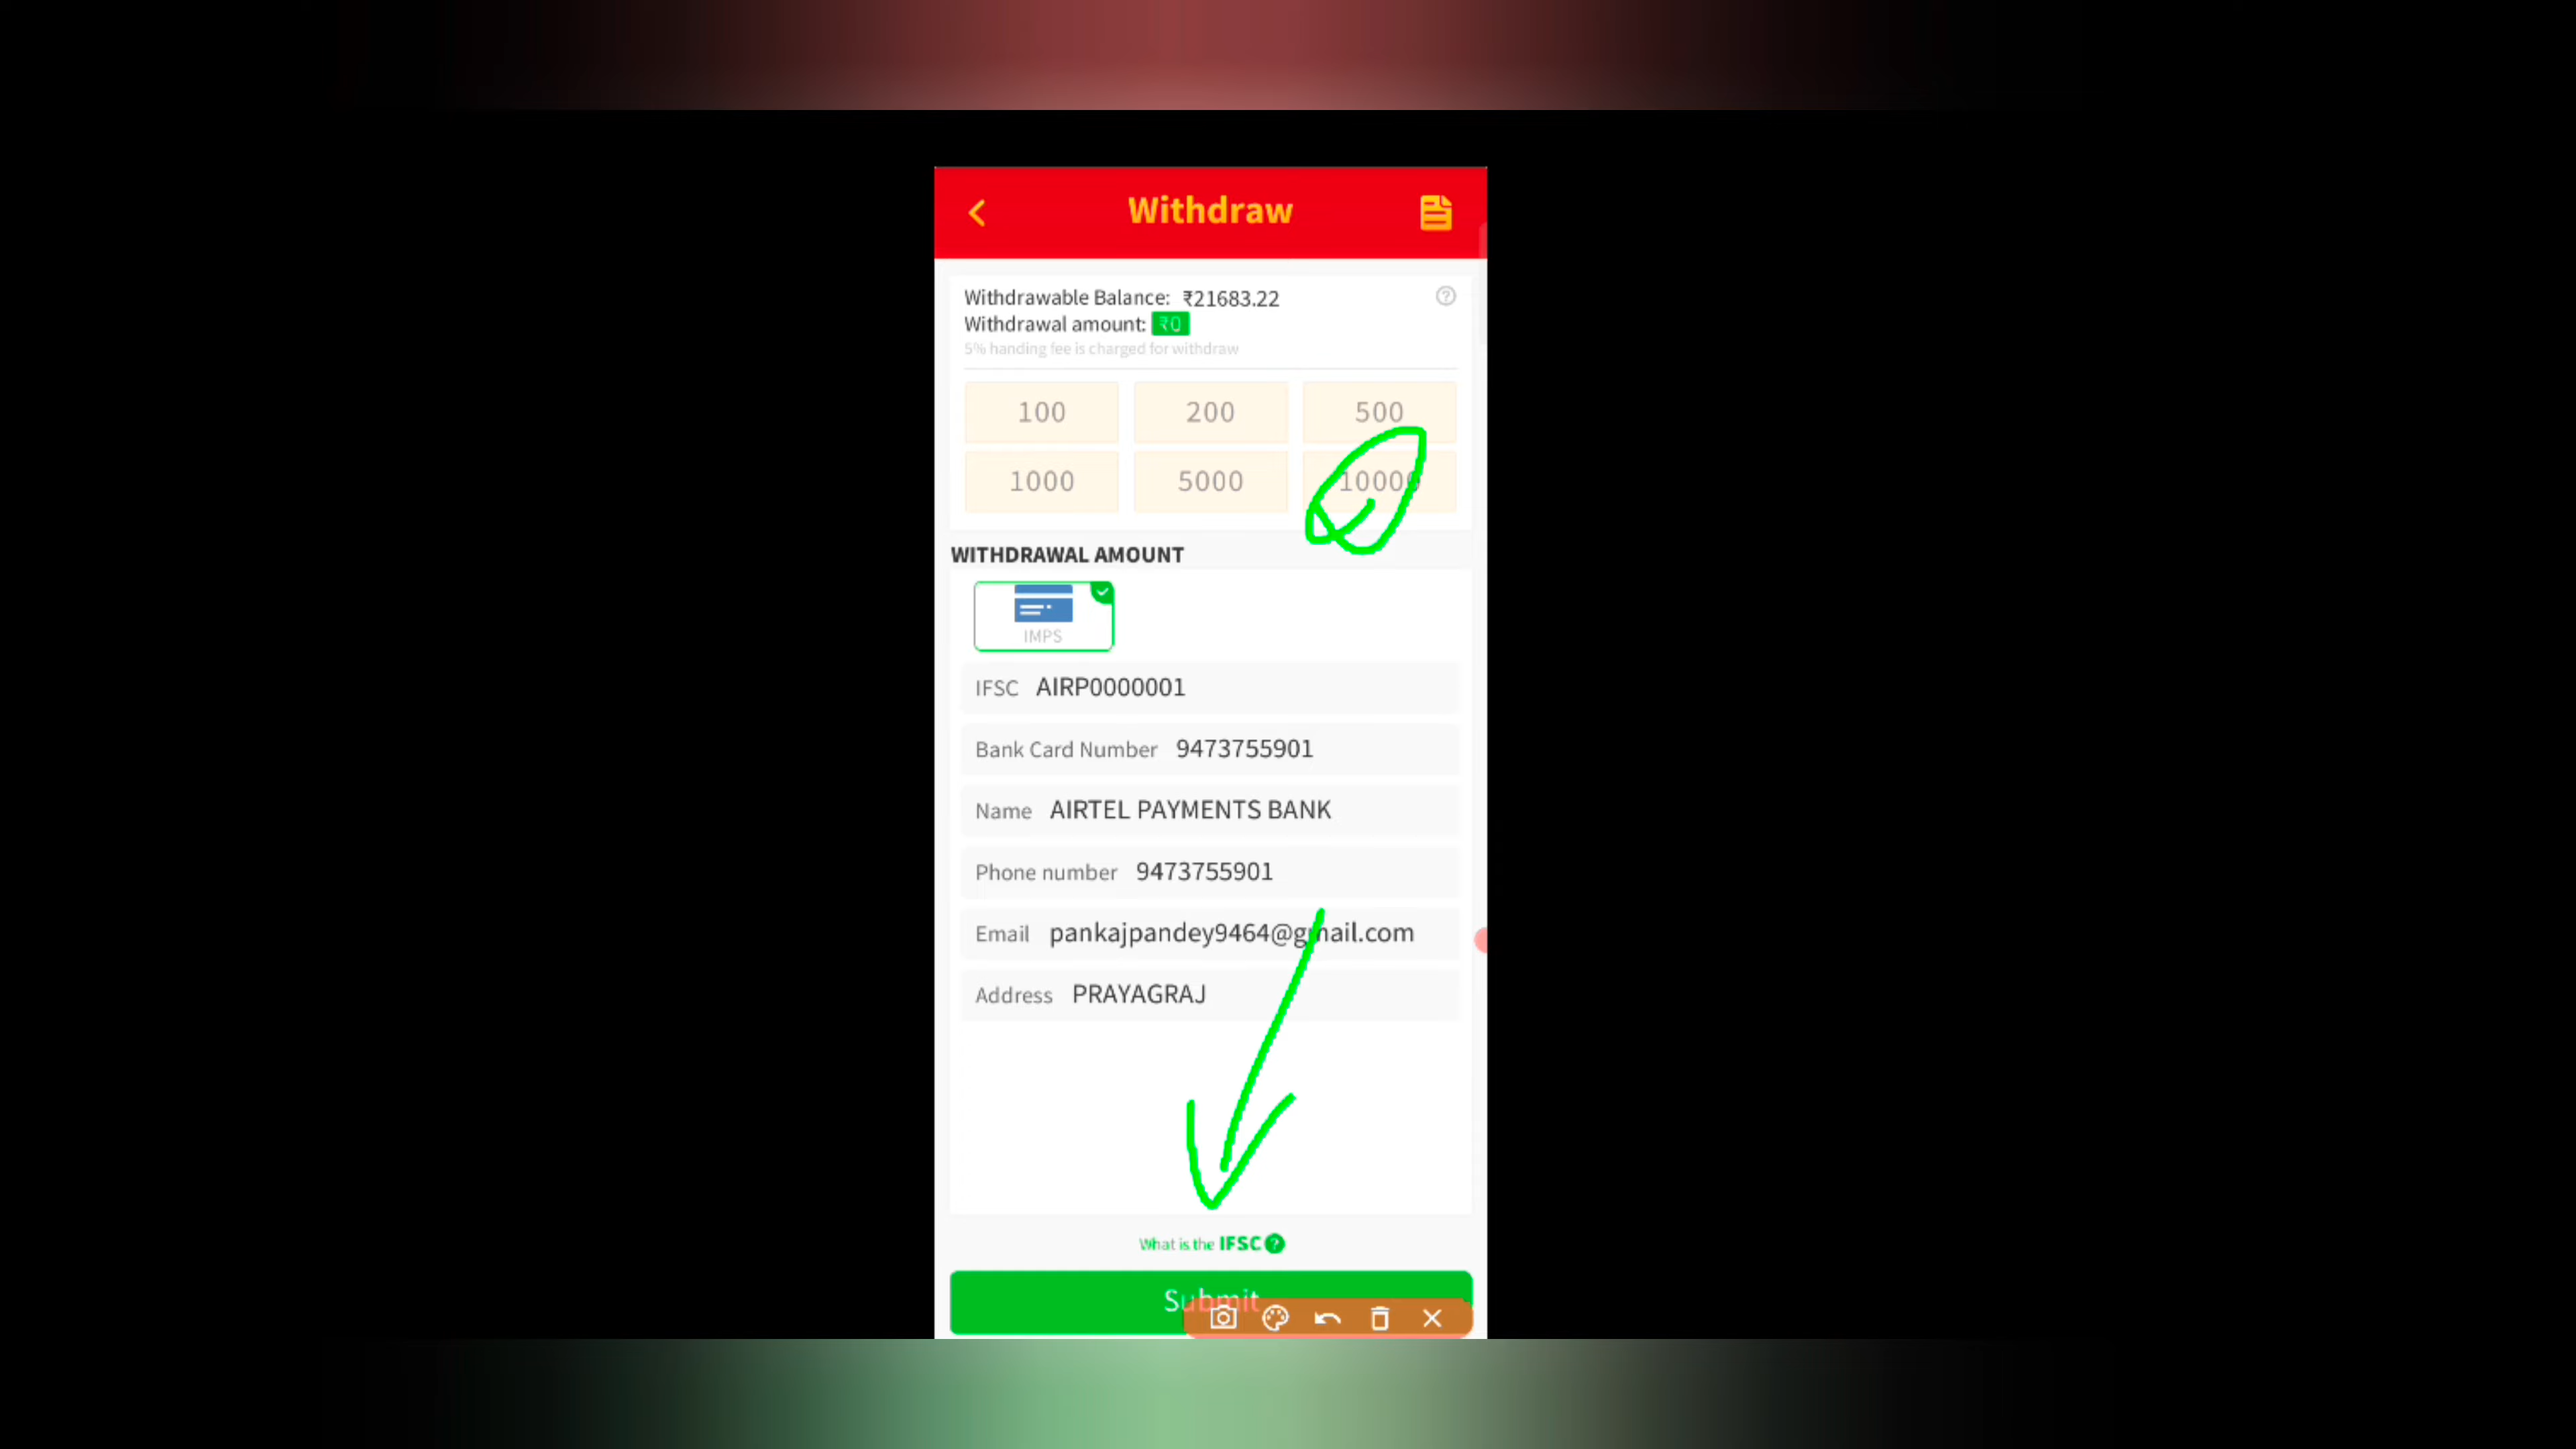 Withdraw
Withdrawable Balance: ₹21683.22
Withdrawal amount: ₹0
5% handing fee is charged for withdraw
100 200 500
1000 5000 10000
WITHDRAWAL AMOUNT
IMPS
IFSC AIRP0000001
Bank Card Number 9473755901
Name AIRTEL PAYMENTS BANK
Phone number 9473755901
Email pankajpandey9464@gmail.com
Address PRAYAGRAJ
What is the IFSC ?
Submit